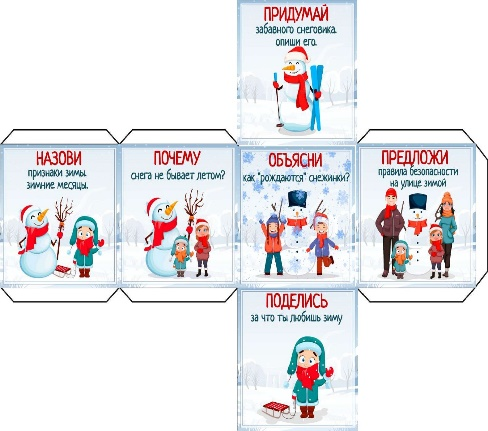 ПРИДУМАЙ
забавного снеговика.
опиши его.
НАЗОВИ
признаки зимы.
зимние месяцы.
ПОЧЕМУ
снега не бывает летом?
ОБЪЯСНИ
как "рождаются" снежинки?
ПРЕДЛОЖИ
правила безопасности
на улице зимой
ПОДЕЛИСЬ
за что ты любишь зиму